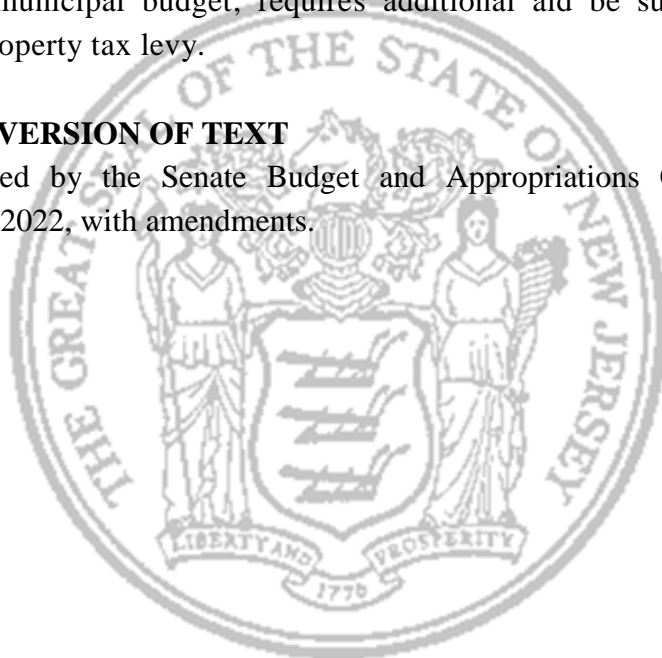 municipal budget; requires additional aid be su
operty tax levy.
VERSION OF TEXT
ed by the Senate Budget and Appropriations
2022, with amendments.
THE GREAT SEAL OF THE STATE OF NEW JERSEY
LIBERTY AND PROSPERITY
1776